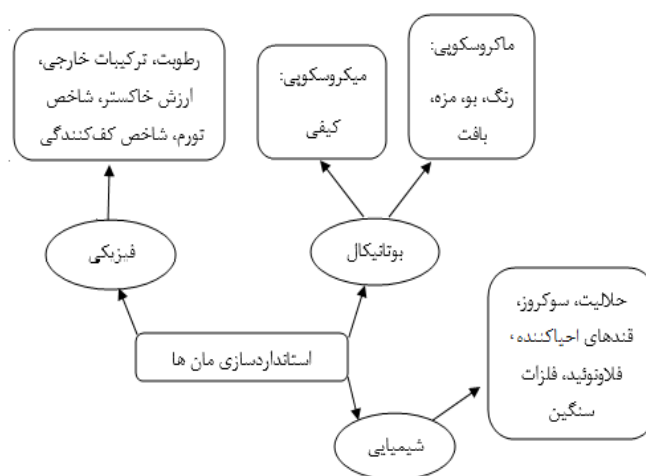 ماکروسکوپی:
رنگ، بو، مزه،
بافت
میکروسکوپی:
کیفی
رطوبت، ترکیبات خارجی،
ارزش خاکستر، شاخص
تورم، شاخص کف‌کنندگی
بوتانیکال
فیزیکی
استانداردسازی مان ها
حلالیت، سوکروز،
قندهای احیاکننده،
فلاونوئید، فلزات
سنگین
شیمیایی